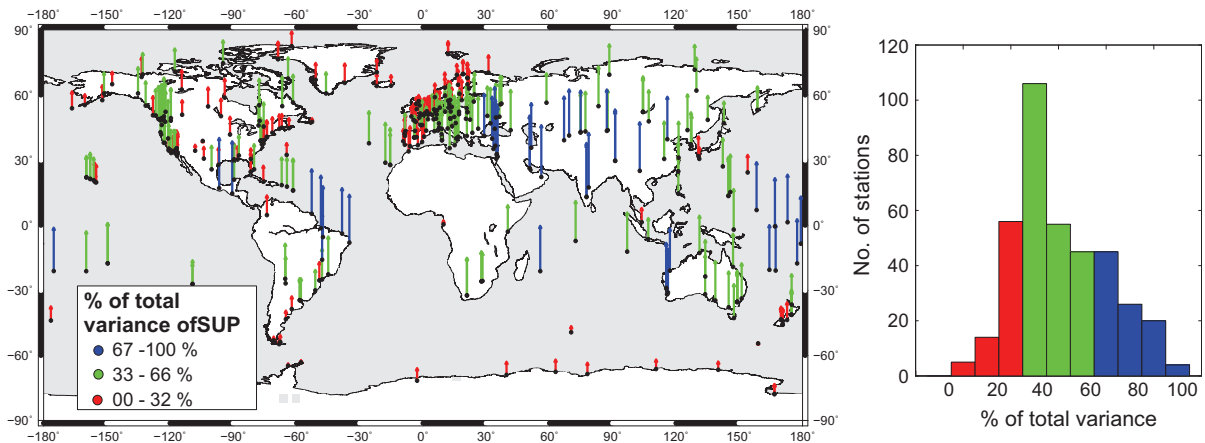 −180˚ −150˚ −120˚ −90˚ −60˚ −30˚ 0˚ 30˚ 60˚ 90˚ 120˚ 150˚ 180˚
90˚ 90˚
60˚ 60˚
30˚ 30˚
0˚ 0˚
−30˚ −30˚
−60˚ −60˚
−90˚ −90˚
−180˚ −150˚ −120˚ −90˚ −60˚ −30˚ 0˚ 30˚ 60˚ 90˚ 120˚ 150˚ 180˚
% of total
variance ofSUP
67 -100 %
33 - 66 %
00 - 32 %
No. of stations
120
100
80
60
40
20
0
0 20 40 60 80 100
% of total variance